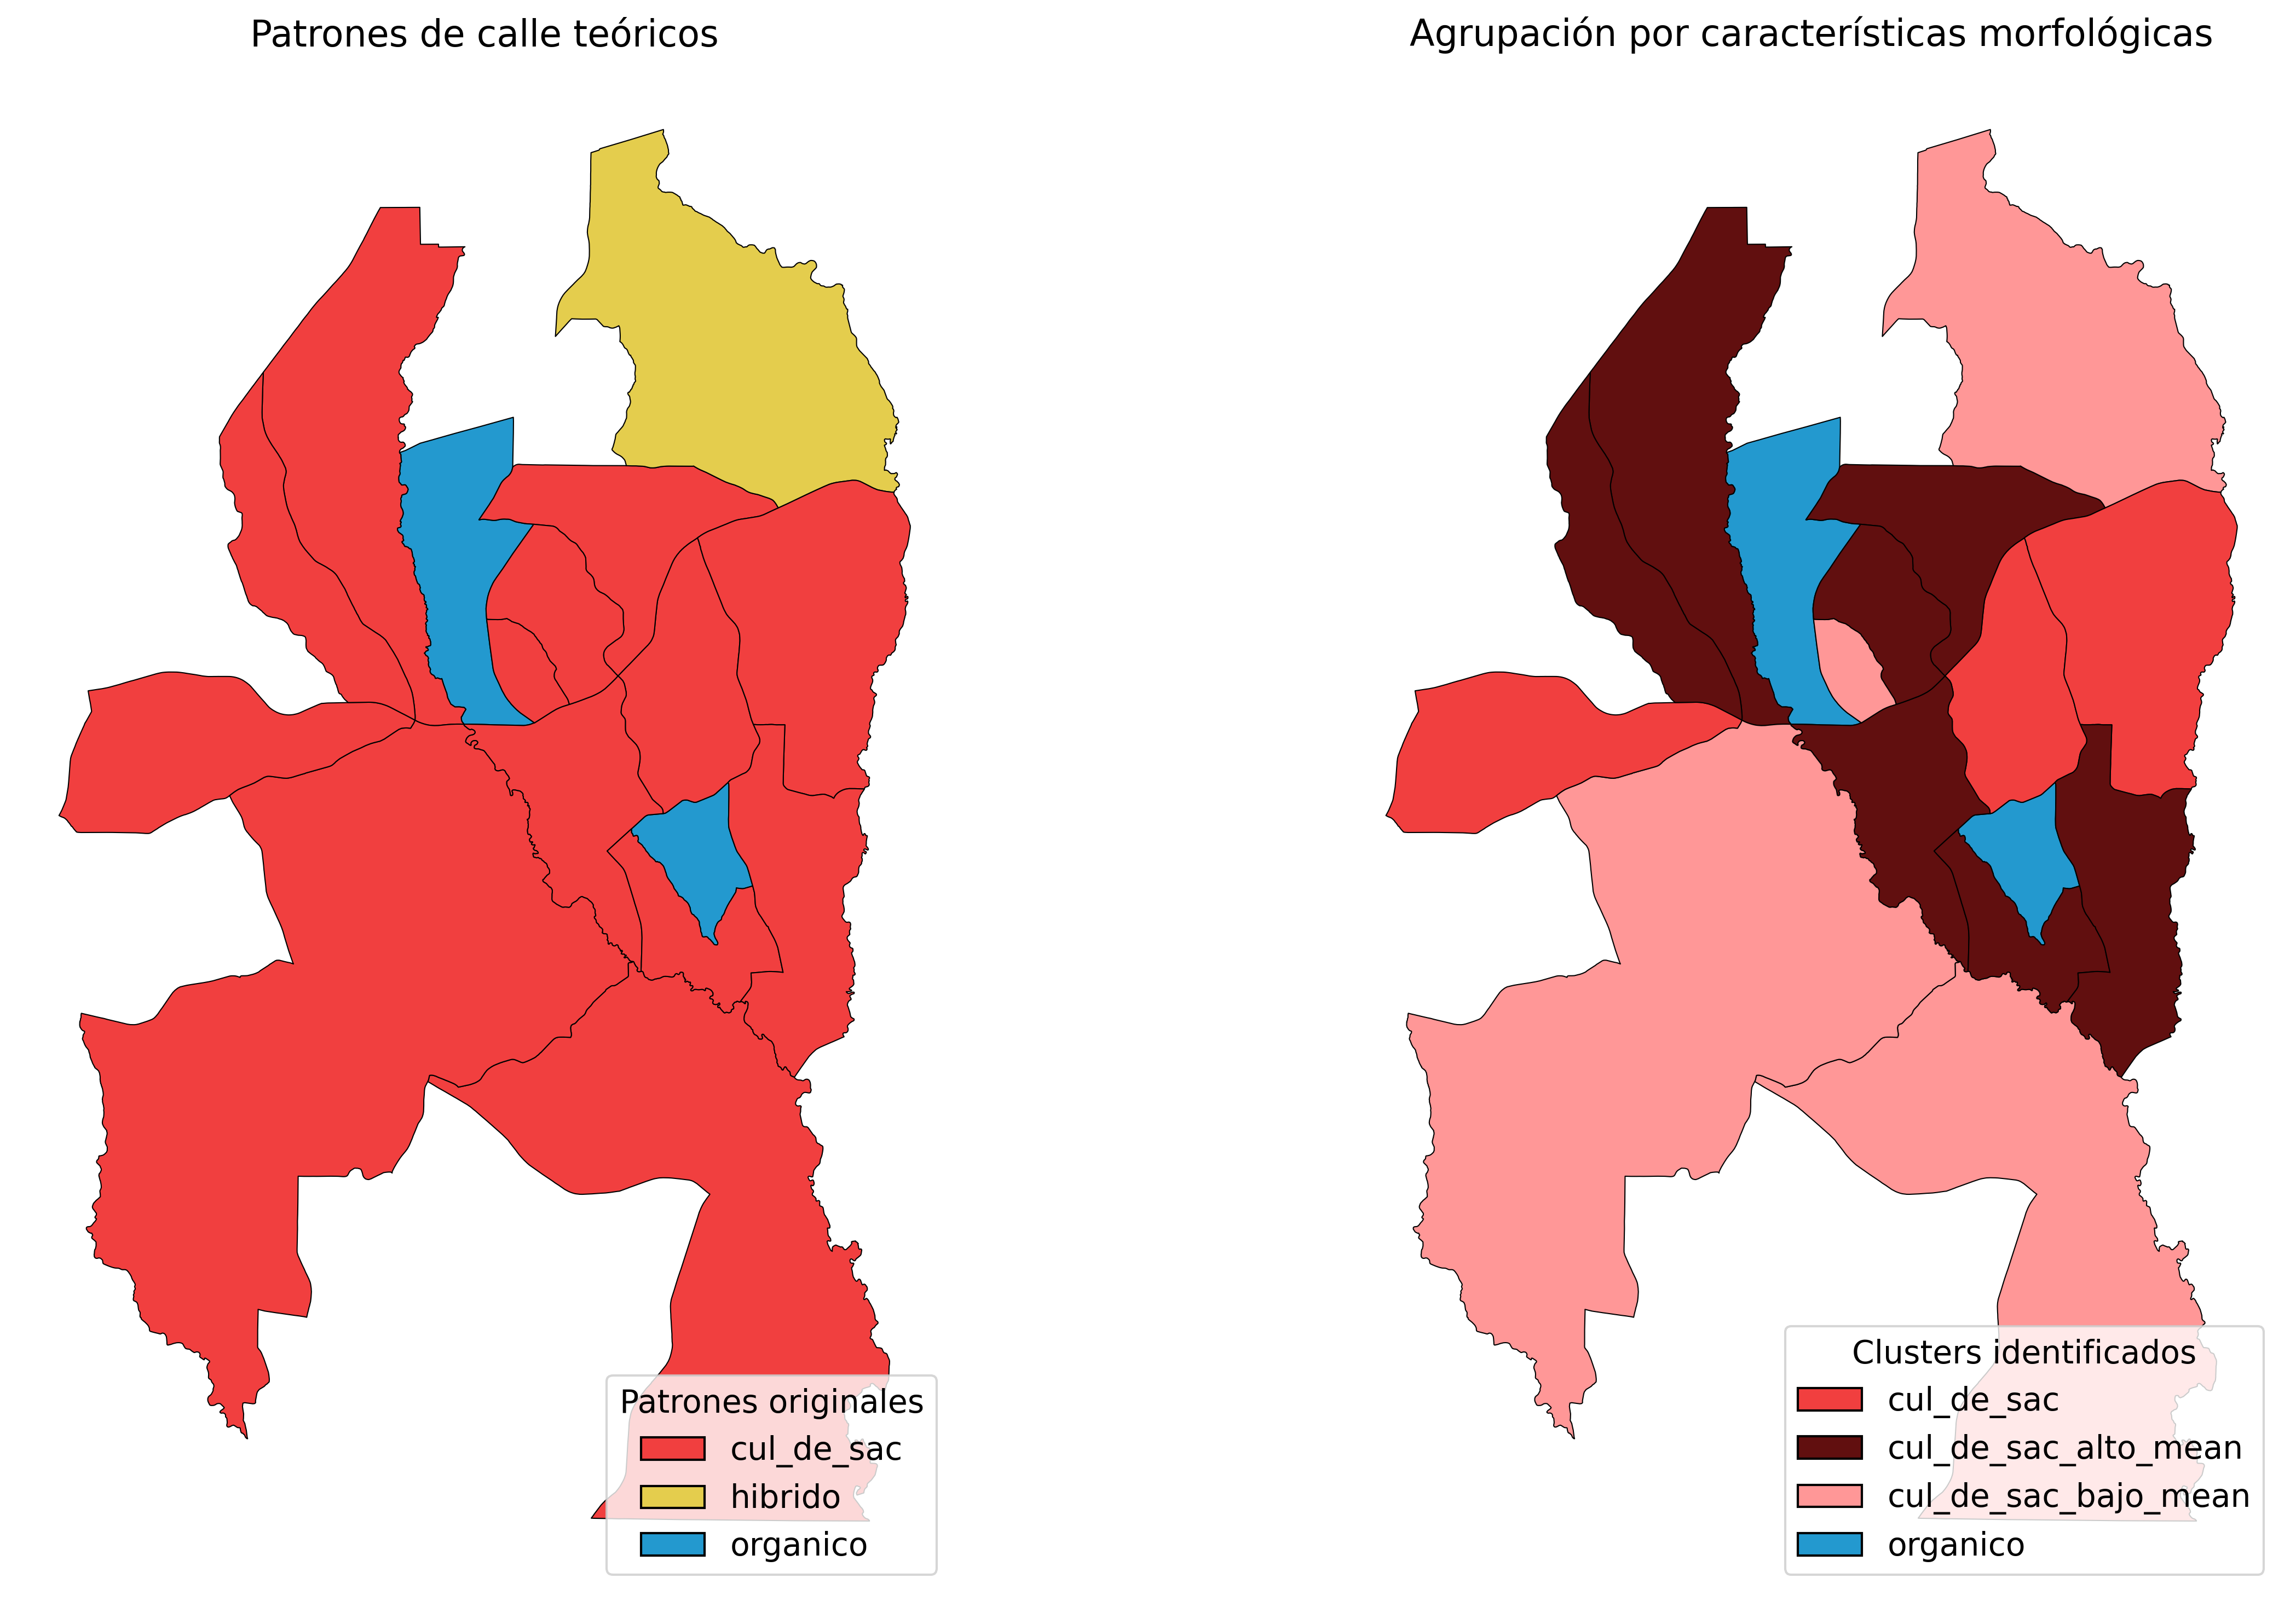 Patrones de calle teóricos
Agrupación por características morfológicas
Patrones originales
cul_de_sac
hibrido
organico
Clusters identificados
cul_de_sac
cul_de_sac_alto_mean
cul_de_sac_bajo_mean
organico